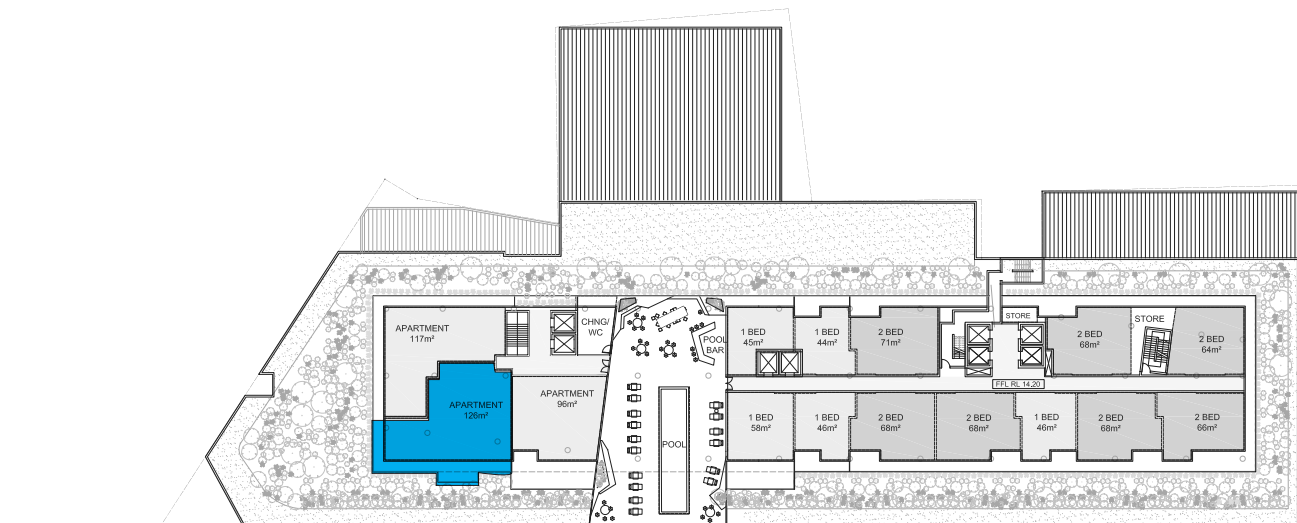 APARTMENT
117m²
CHNG/
WC
APARTMENT
126m²
APARTMENT
96m²
POOL
BAR
POOL
1 BED
45m²
1 BED
44m²
2 BED
71m²
STORE
2 BED
68m²
STORE
2 BED
64m²
FFL RL 14.20
1 BED
58m²
1 BED
46m²
2 BED
68m²
2 BED
68m²
1 BED
46m²
2 BED
68m²
2 BED
66m²